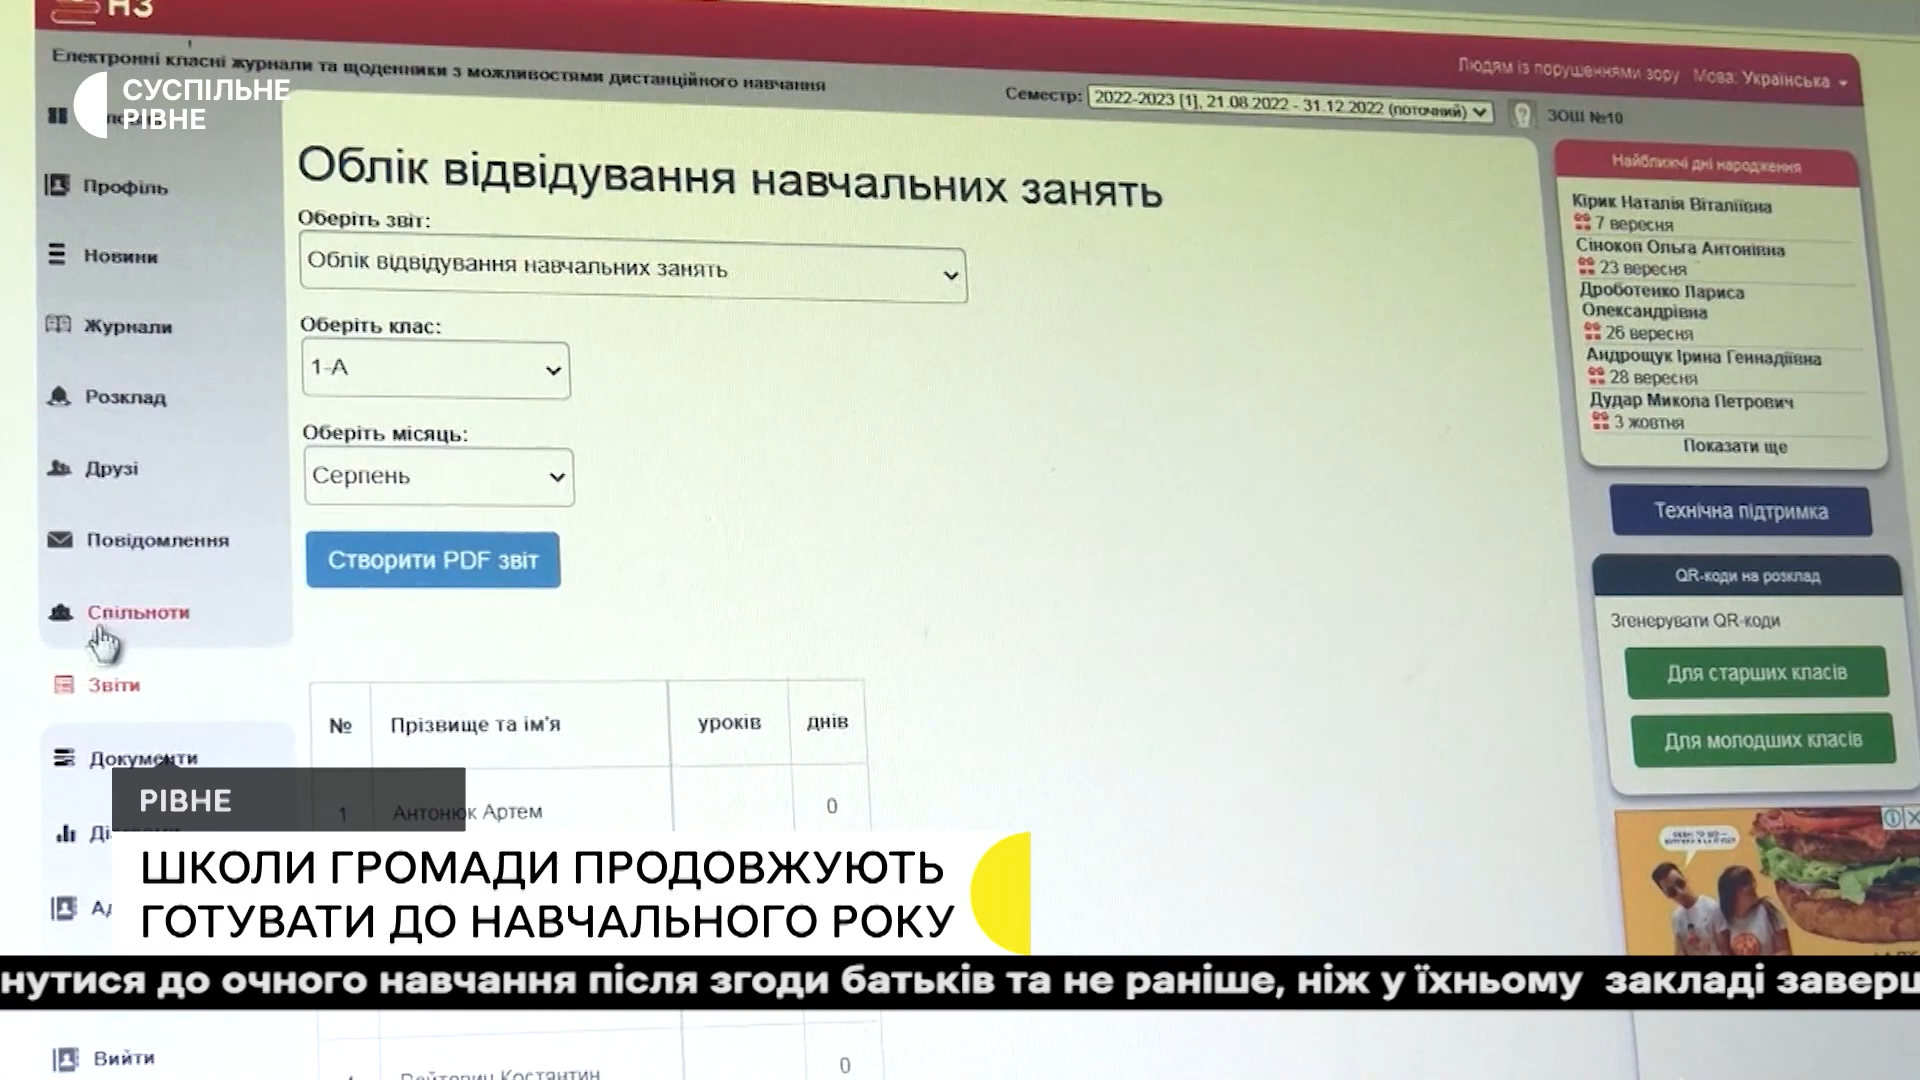 НЗ
Електронні класні журнали та щоденники з можливостями дистанційного навчання
Людям із порушеннями зору Мова: Українська
СУСПІЛЬНЕ
РІВНЕ
Семестр: 2022-2023 [1], 21.08.2022 - 31.12.2022 (поточний) ЗОШ №10
Профіль
Новини
Журнали
Розклад
Друзі
Повідомлення
Спільноти
Звіти
Документи
Вийти
Облік відвідування навчальних занять
Оберіть звіт:
Облік відвідування навчальних занять
Оберіть клас:
1-А
Оберіть місяць:
Серпень
Створити PDF звіт
№ Прізвище та ім'я уроків днів
1 Антонюк Артем 0
Костянтин 0
Найближчі дні народження
Кірик Наталія Віталіївна
7 вересня
Сінокоп Ольга Антонівна
23 вересня
Дроботенко Лариса
Олександрівна
26 вересня
Андрощук Ірина Геннадіївна
28 вересня
Дудар Микола Петрович
3 жовтня
Показати ще
Технічна підтримка
QR-коди на розклад
Згенерувати QR-коди
Для старших класів
Для молодших класів
РІВНЕ
ШКОЛИ ГРОМАДИ ПРОДОВЖУЮТЬ
ГОТУВАТИ ДО НАВЧАЛЬНОГО РОКУ
нутися до очного навчання після згоди батьків та не раніше, ніж у їхньому закладі заверш